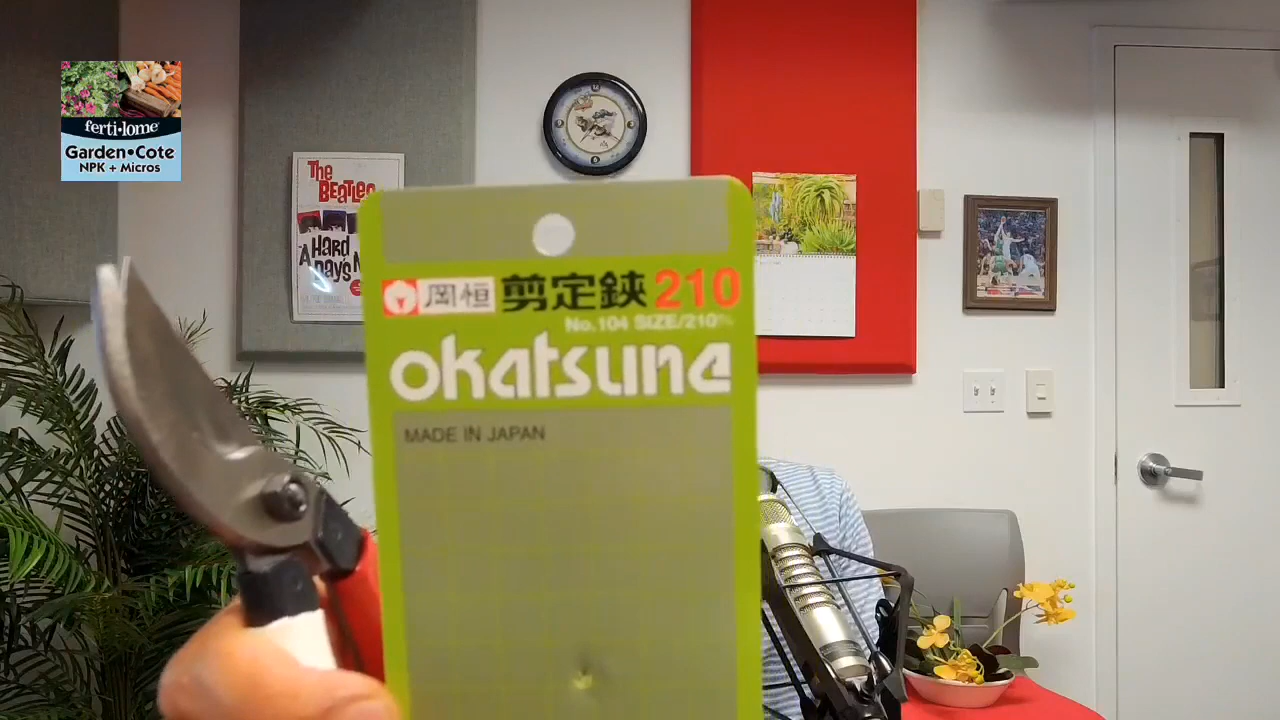 ferti·lome
Garden•Cote
NPK + Micros
The
BEATLES
A HARD
DAY'S
岡恒 剪定鋏 210
No.104 SIZE/210
okatsune
MADE IN JAPAN